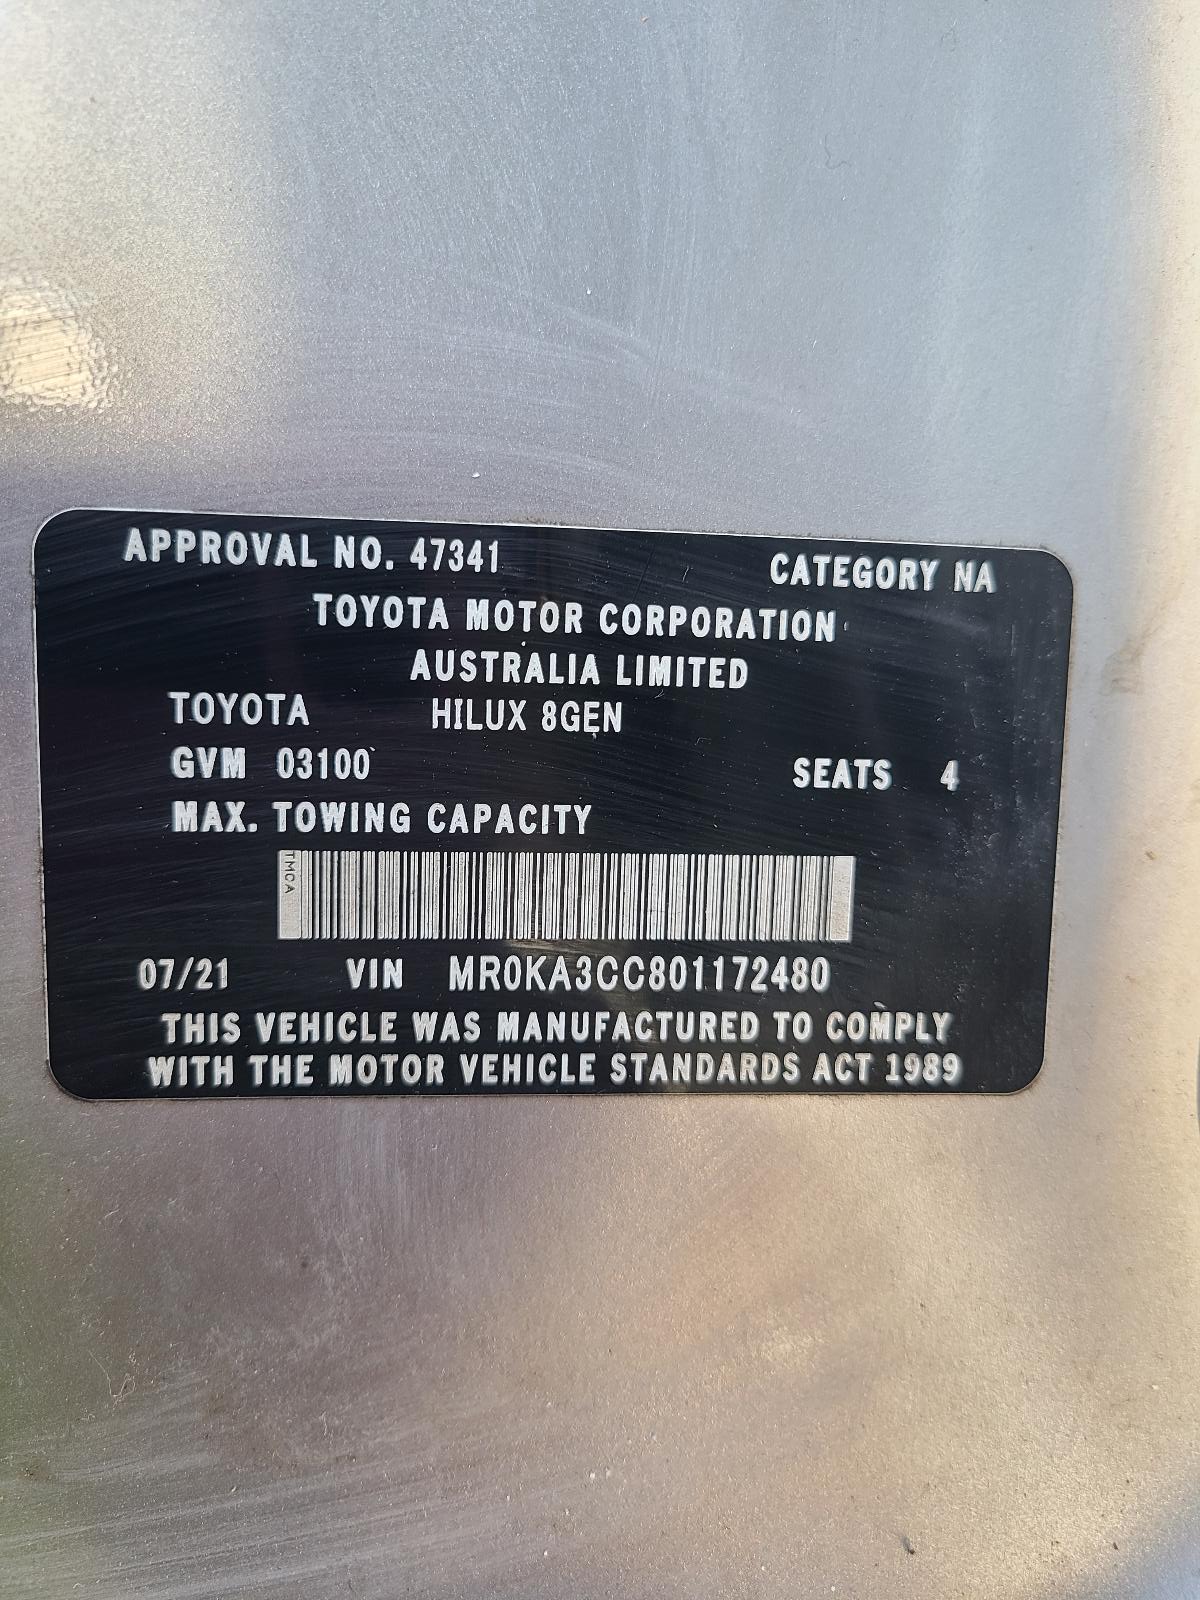 APPROVAL NO. 47341 CATEGORY NA
TOYOTA MOTOR CORPORATION
AUSTRALIA LIMITED
TOYOTA HILUX 8GEN
GVM 03100 SEATS 4
MAX. TOWING CAPACITY
TMCA
07/21 VIN MR0KA3CC801172480
THIS VEHICLE WAS MANUFACTURED TO COMPLY
WITH THE MOTOR VEHICLE STANDARDS ACT 1989